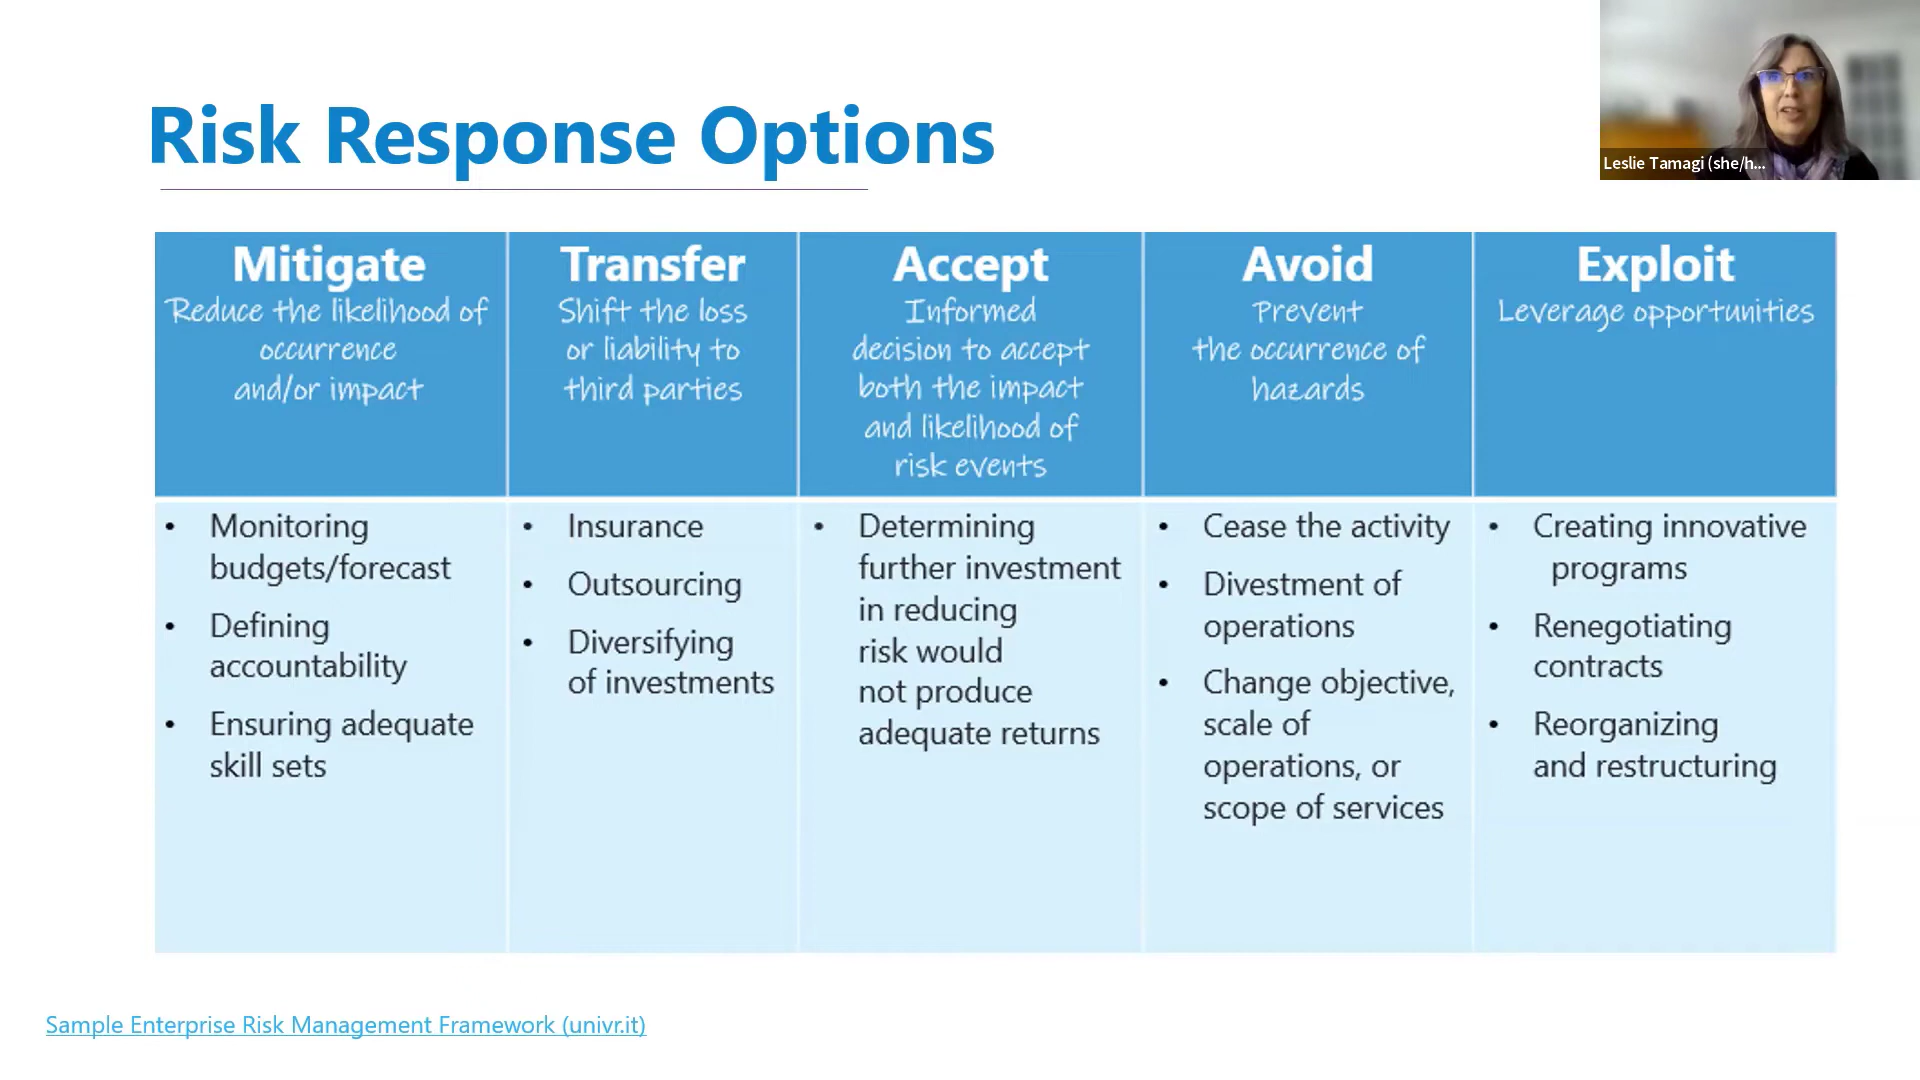 Risk Response Options
Leslie Tamagi (she/h...
Mitigate
Reduce the likelihood of
occurrence
and/or impact
Transfer
Shift the loss
or liability to
third parties
Accept
Informed
decision to accept
both the impact
and likelihood of
risk events
Avoid
Prevent
the occurrence of
hazards
Exploit
Leverage opportunities
• Monitoring
budgets/forecast
• Defining
accountability
• Ensuring adequate
skill sets
• Insurance
• Outsourcing
• Diversifying
of investments
• Determining
further investment
in reducing
risk would
not produce
adequate returns
• Cease the activity
• Divestment of
operations
• Change objective,
scale of
operations, or
scope of services
• Creating innovative
programs
• Renegotiating
contracts
• Reorganizing
and restructuring
Sample Enterprise Risk Management Framework (univr.it)